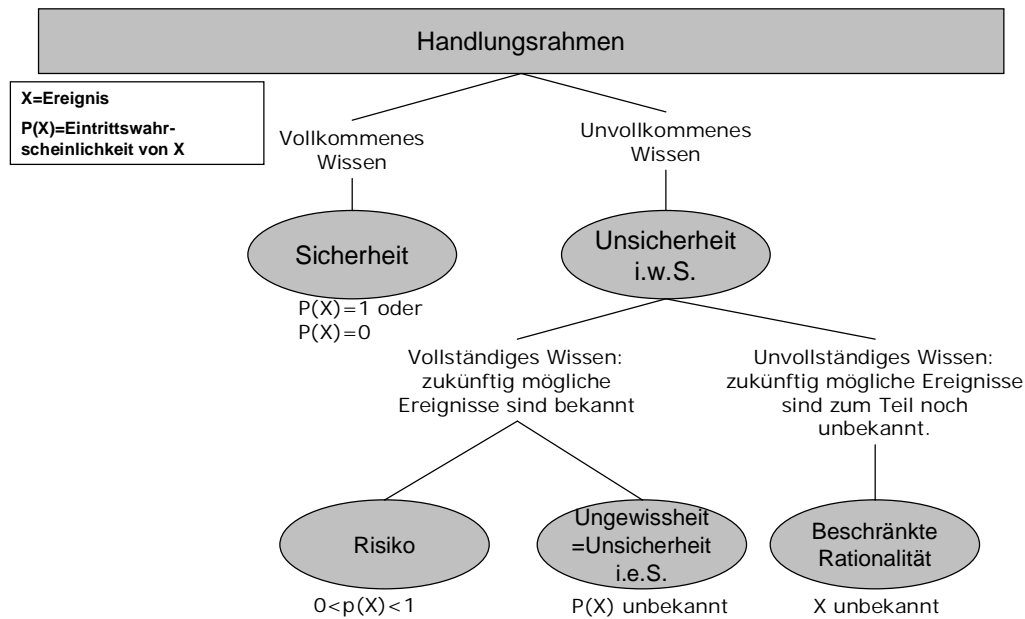 Handlungsrahmen
X=Ereignis
P(X)=Eintrittswahr-
scheinlichkeit von X
Vollkommenes
Wissen
Unvollkommenes
Wissen
Sicherheit
Unsicherheit
i.w.S.
P(X)=1 oder
P(X)=0
Vollständiges Wissen:
zukünftig mögliche
Ereignisse sind bekannt
Unvollständiges Wissen:
zukünftig mögliche Ereignisse
sind zum Teil noch
unbekannt.
Risiko
Ungewissheit
=Unsicherheit
i.e.S.
Beschränkte
Rationalität
0<p(X)<1
P(X) unbekannt
X unbekannt